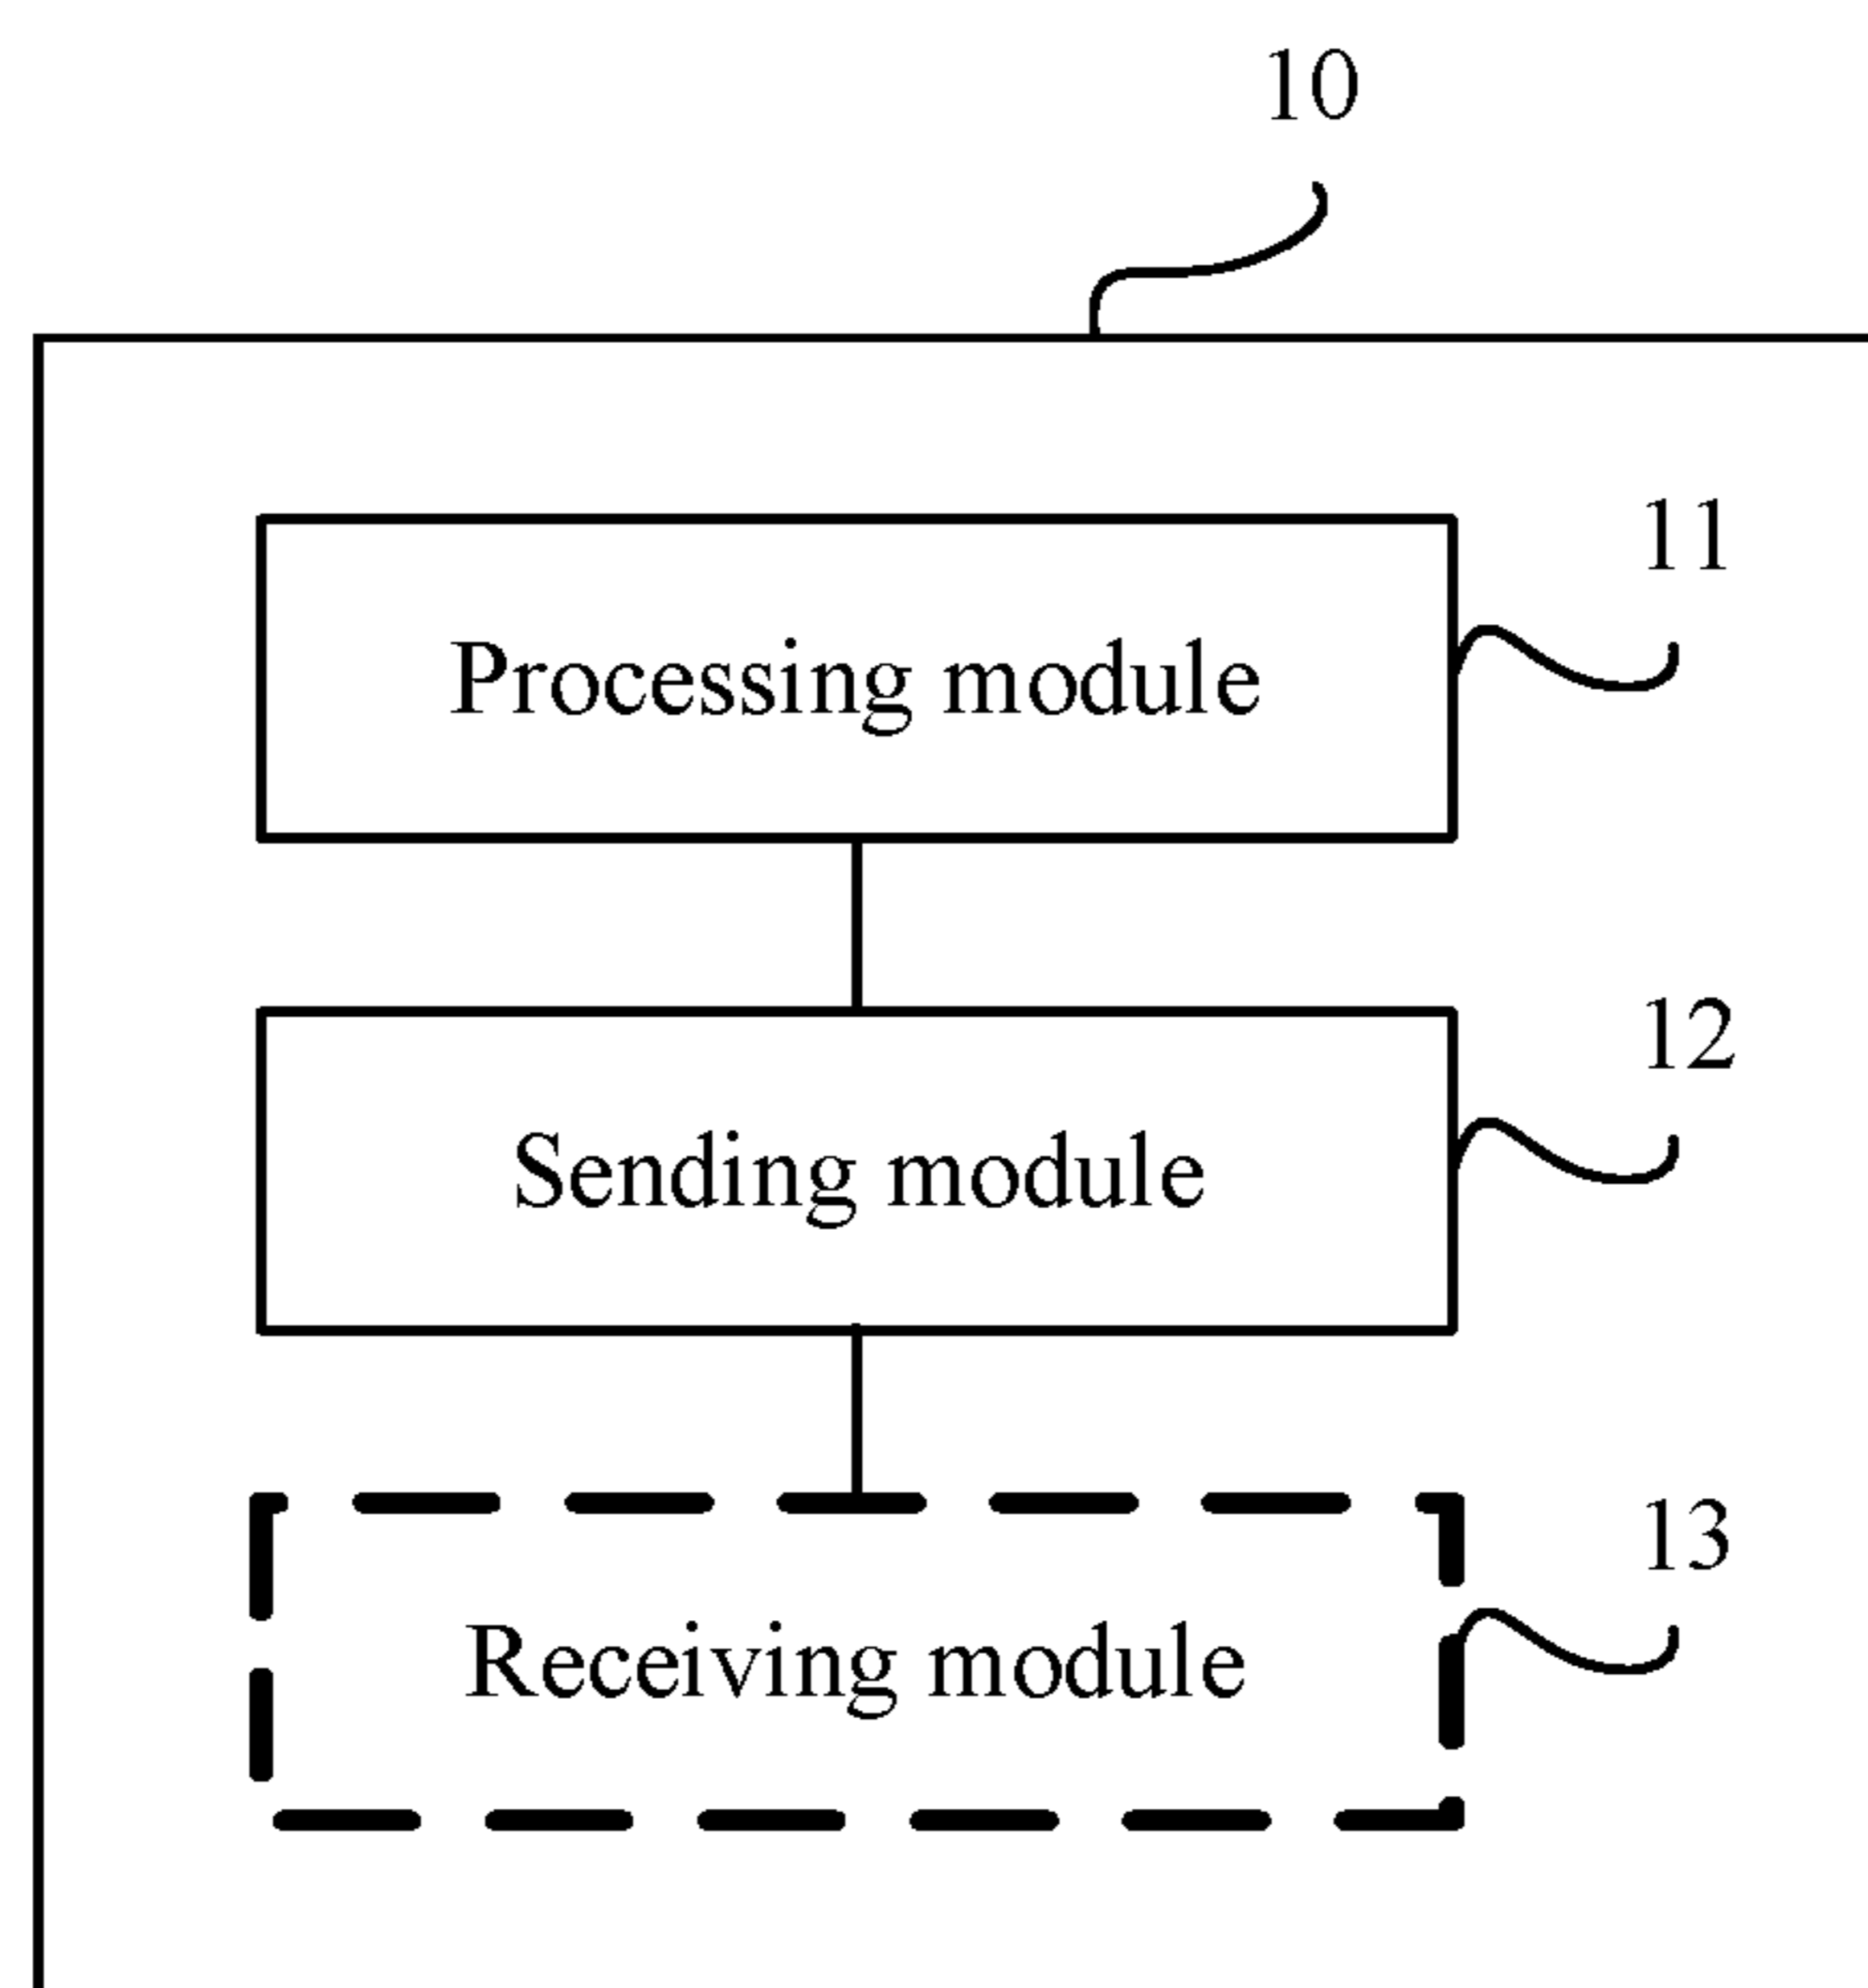 10
11
Processing module
12
Sending module
13
Receiving module